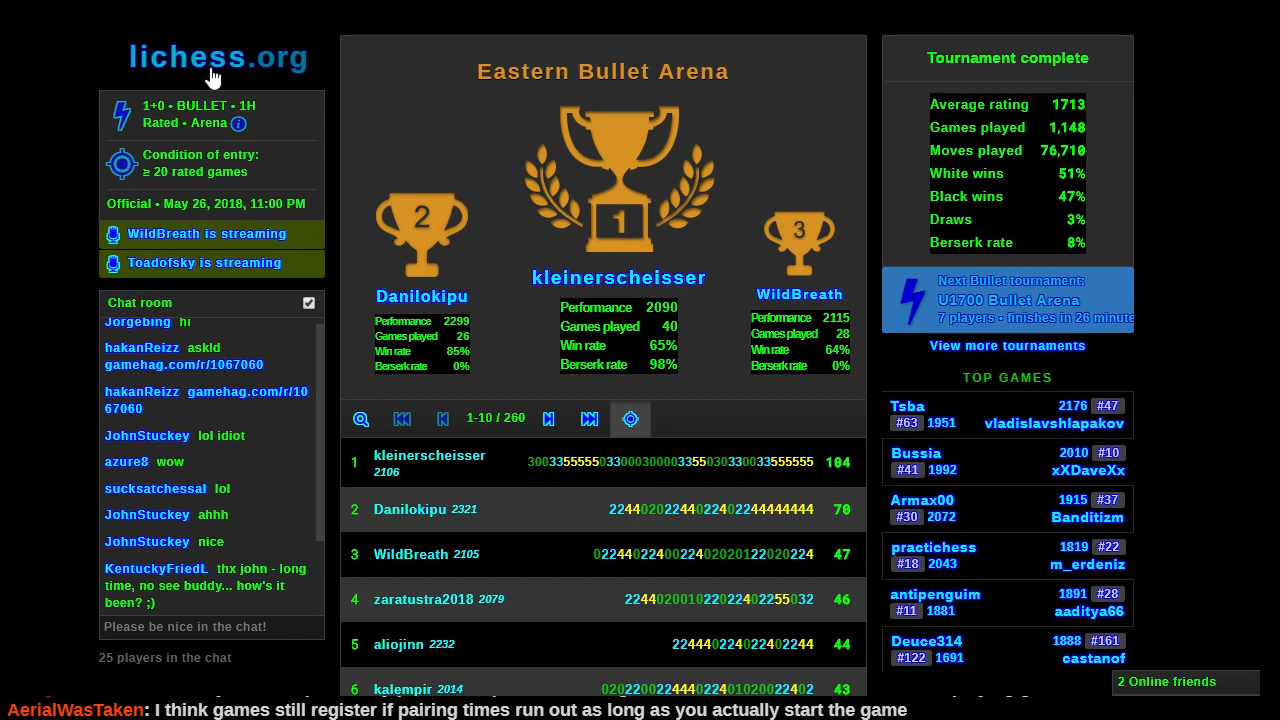 lichess.org
1+0 • BULLET • 1H
Rated • Arena
Condition of entry:
≥ 20 rated games
Official • May 26, 2018, 11:00 PM
WildBreath is streaming
Toadofsky is streaming
Chat room
Jorgebing hi
hakanReizz askld
gamehag.com/r/1067060
hakanReizz gamehag.com/r/10
67060
JohnStuckey lol idiot
azure8 wow
sucksatchessal lol
JohnStuckey ahhh
JohnStuckey nice
KentuckyFriedL thx john - long
time, no see buddy... how's it
been? ;)
Please be nice in the chat!
25 players in the chat
Eastern Bullet Arena
2
1
3
Danilokipu
Performance 2299
Games played 26
Win rate 85%
Berserk rate 0%
kleinerscheisser
Performance 2090
Games played 40
Win rate 65%
Berserk rate 98%
WildBreath
Performance 2115
Games played 28
Win rate 64%
Berserk rate 0%
1-10 / 260
1 kleinerscheisser 2106 3003355555033000300003355030330033555555 104
2 Danilokipu 2321 2244020224402240224444444 70
3 WildBreath 2105 0224402240022402020122020224 47
4 zaratustra2018 2079 224402001022022402255032 46
5 aliojinn 2232 224440224022402244 44
6 kalempir 2014 020220022444022401020022402 43
Tournament complete
Average rating 1713
Games played 1,148
Moves played 76,710
White wins 51%
Black wins 47%
Draws 3%
Berserk rate 8%
Next Bullet tournament:
U1700 Bullet Arena
7 players • finishes in 26 minute
View more tournaments
TOP GAMES
Tsba 2176 #47
#63 1951 vladislavshlapakov
Bussia 2010 #10
#41 1992 xXDaveXx
Armax00 1915 #37
#30 2072 Banditizm
practichess 1819 #22
#18 2043 m_erdeniz
antipenguim 1891 #28
#11 1881 aaditya66
Deuce314 1888 #161
#122 1691 castanof
2 Online friends
AerialWasTaken: I think games still register if pairing times run out as long as you actually start the game